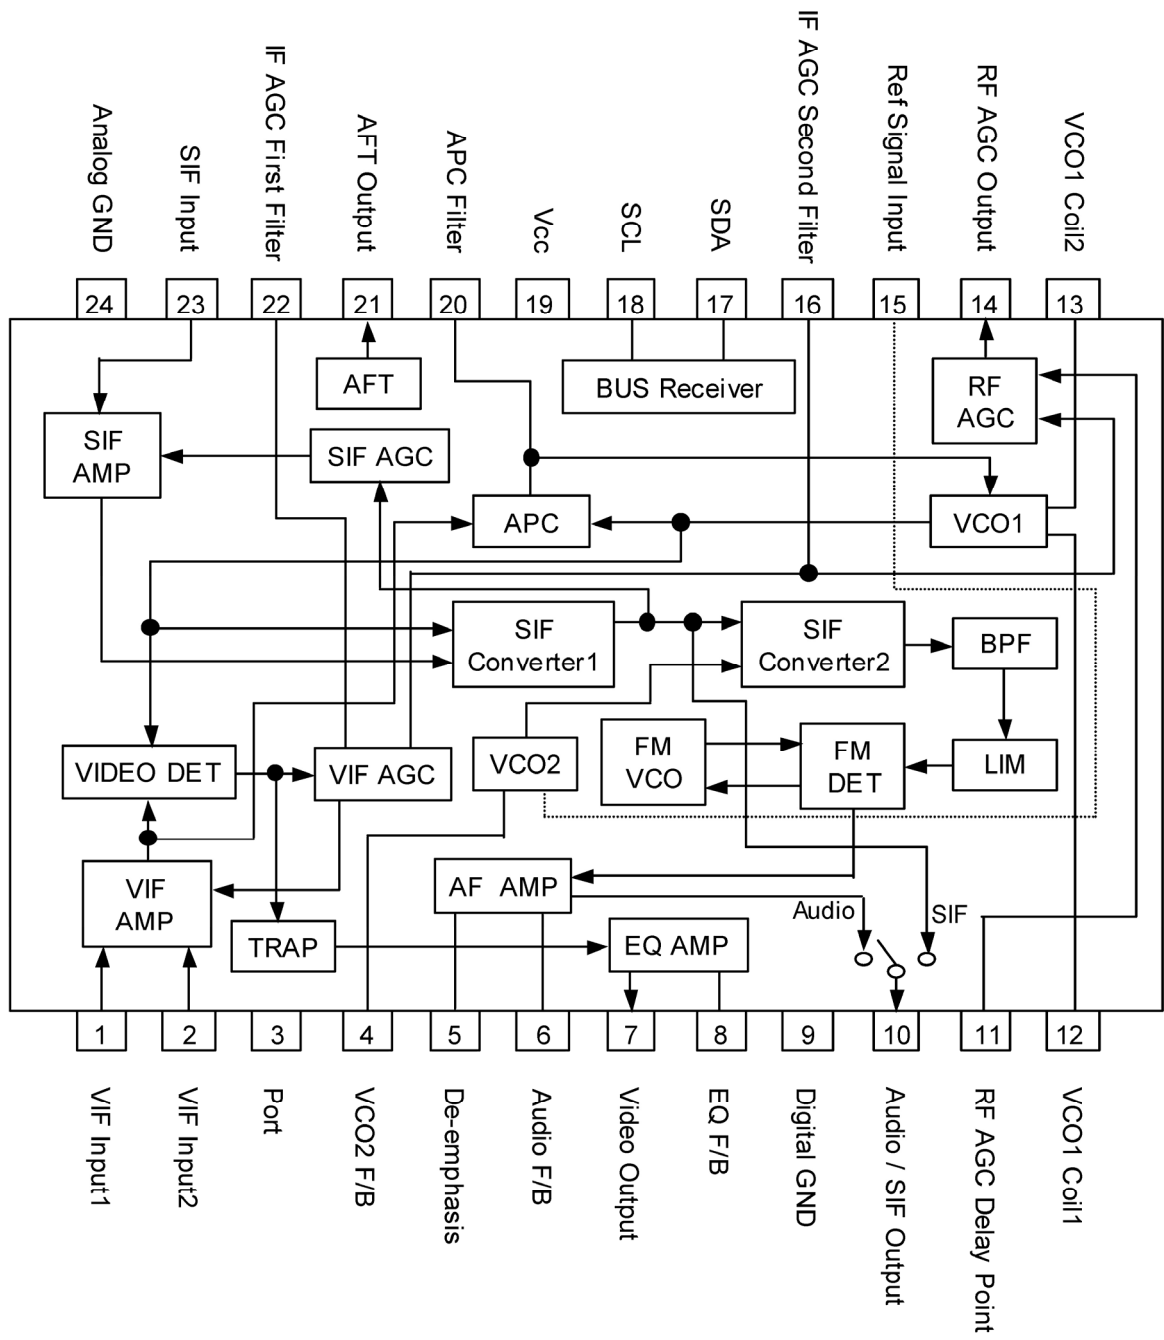 Analog GND
SIF Input
IF AGC First Filter
AFT Output
APC Filter
Vcc
SCL
SDA
IF AGC Second Filter
Ref Signal Input
RF AGC Output
VCO1 Coil2
24
23
22
21
20
19
18
17
16
15
14
13
AFT
BUS Receiver
RF
AGC
SIF
AMP
SIF AGC
APC
VCO1
SIF
Converter1
SIF
Converter2
BPF
VIDEO DET
VIF AGC
VCO2
FM
VCO
FM
DET
LIM
VIF
AMP
AF AMP
Audio
SIF
TRAP
EQ AMP
1
2
3
4
5
6
7
8
9
10
11
12
VIF Input1
VIF Input2
Port
VCO2 F/B
De-emphasis
Audio F/B
Video Output
EQ F/B
Digital GND
Audio / SIF Output
RF AGC Delay Point
VCO1 Coil1